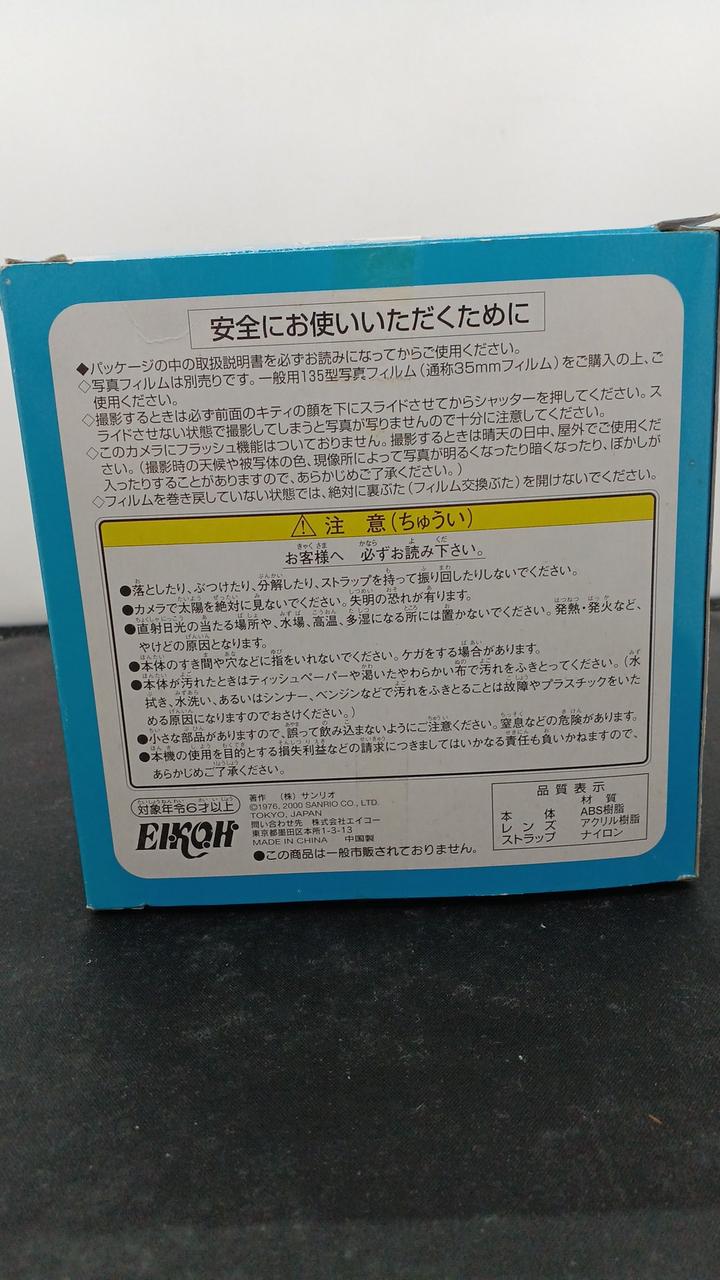 安全にお使いいただくために
◆パッケージの中の取扱説明書を必ずお読みになってからご使用ください。
◇写真フィルムは別売りです。一般用135型写真フィルム(通称35mmフィルム)をご購入の上、ご
使用ください。
◇撮影するときは必ず前面のキティの顔を下にスライドさせてからシャッターを押してください。ス
ライドさせない状態で撮影してしまうと写真が写りませんので十分に注意してください。
◇このカメラにフラッシュ機能はついておりません。撮影するときは晴天の日中、屋外でご使用くだ
さい。(撮影時の天候や被写体の色、現像所によって写真が明るくなったり暗くなったり、ぼかしが
入ったりすることがありますので、あらかじめご了承ください。)
◇フィルムを巻き戻していない状態では、絶対に裏ぶた(フィルム交換ぶた)を開けないでください。
⚠ 注 意(ちゅうい)
お客様へ 必ずお読み下さい。
●落としたり、ぶつけたり、分解したり、ストラップを持って振り回したりしないでください。
●カメラで太陽を絶対に見ないでください。失明の恐れが有ります。
●直射日光の当たる場所や、水場、高温、多湿になる所には置かないでください。発熱・発火など、
やけどの原因となります。
●本体のすき間や穴などに指をいれないでください。ケガをする場合があります。
●本体が汚れたときはティッシュペーパーや渇いたやわらかい布で汚れをふきとってください。(水
拭き、水洗い、あるいはシンナー、ベンジンなどで汚れをふきとることは故障やプラスチックをいた
める原因になりますのでおさけください。)
●小さな部品がありますので、誤って飲み込まないようにご注意ください。窒息などの危険があります。
●本機の使用を目的とする損失利益などの請求につきましてはいかなる責任も負いかねますので、
あらかじめご了承ください。
対象年令6才以上
EIKOH
著作 (株)サンリオ
©1976, 2000 SANRIO CO., LTD.
TOKYO, JAPAN
問い合わせ先 株式会社エイコー
東京都墨田区本所1-3-13
MADE IN CHINA 中国製
●この商品は一般市販されておりません。
品質表示
材質
本体 ABS樹脂
レンズ アクリル樹脂
ストラップ ナイロン